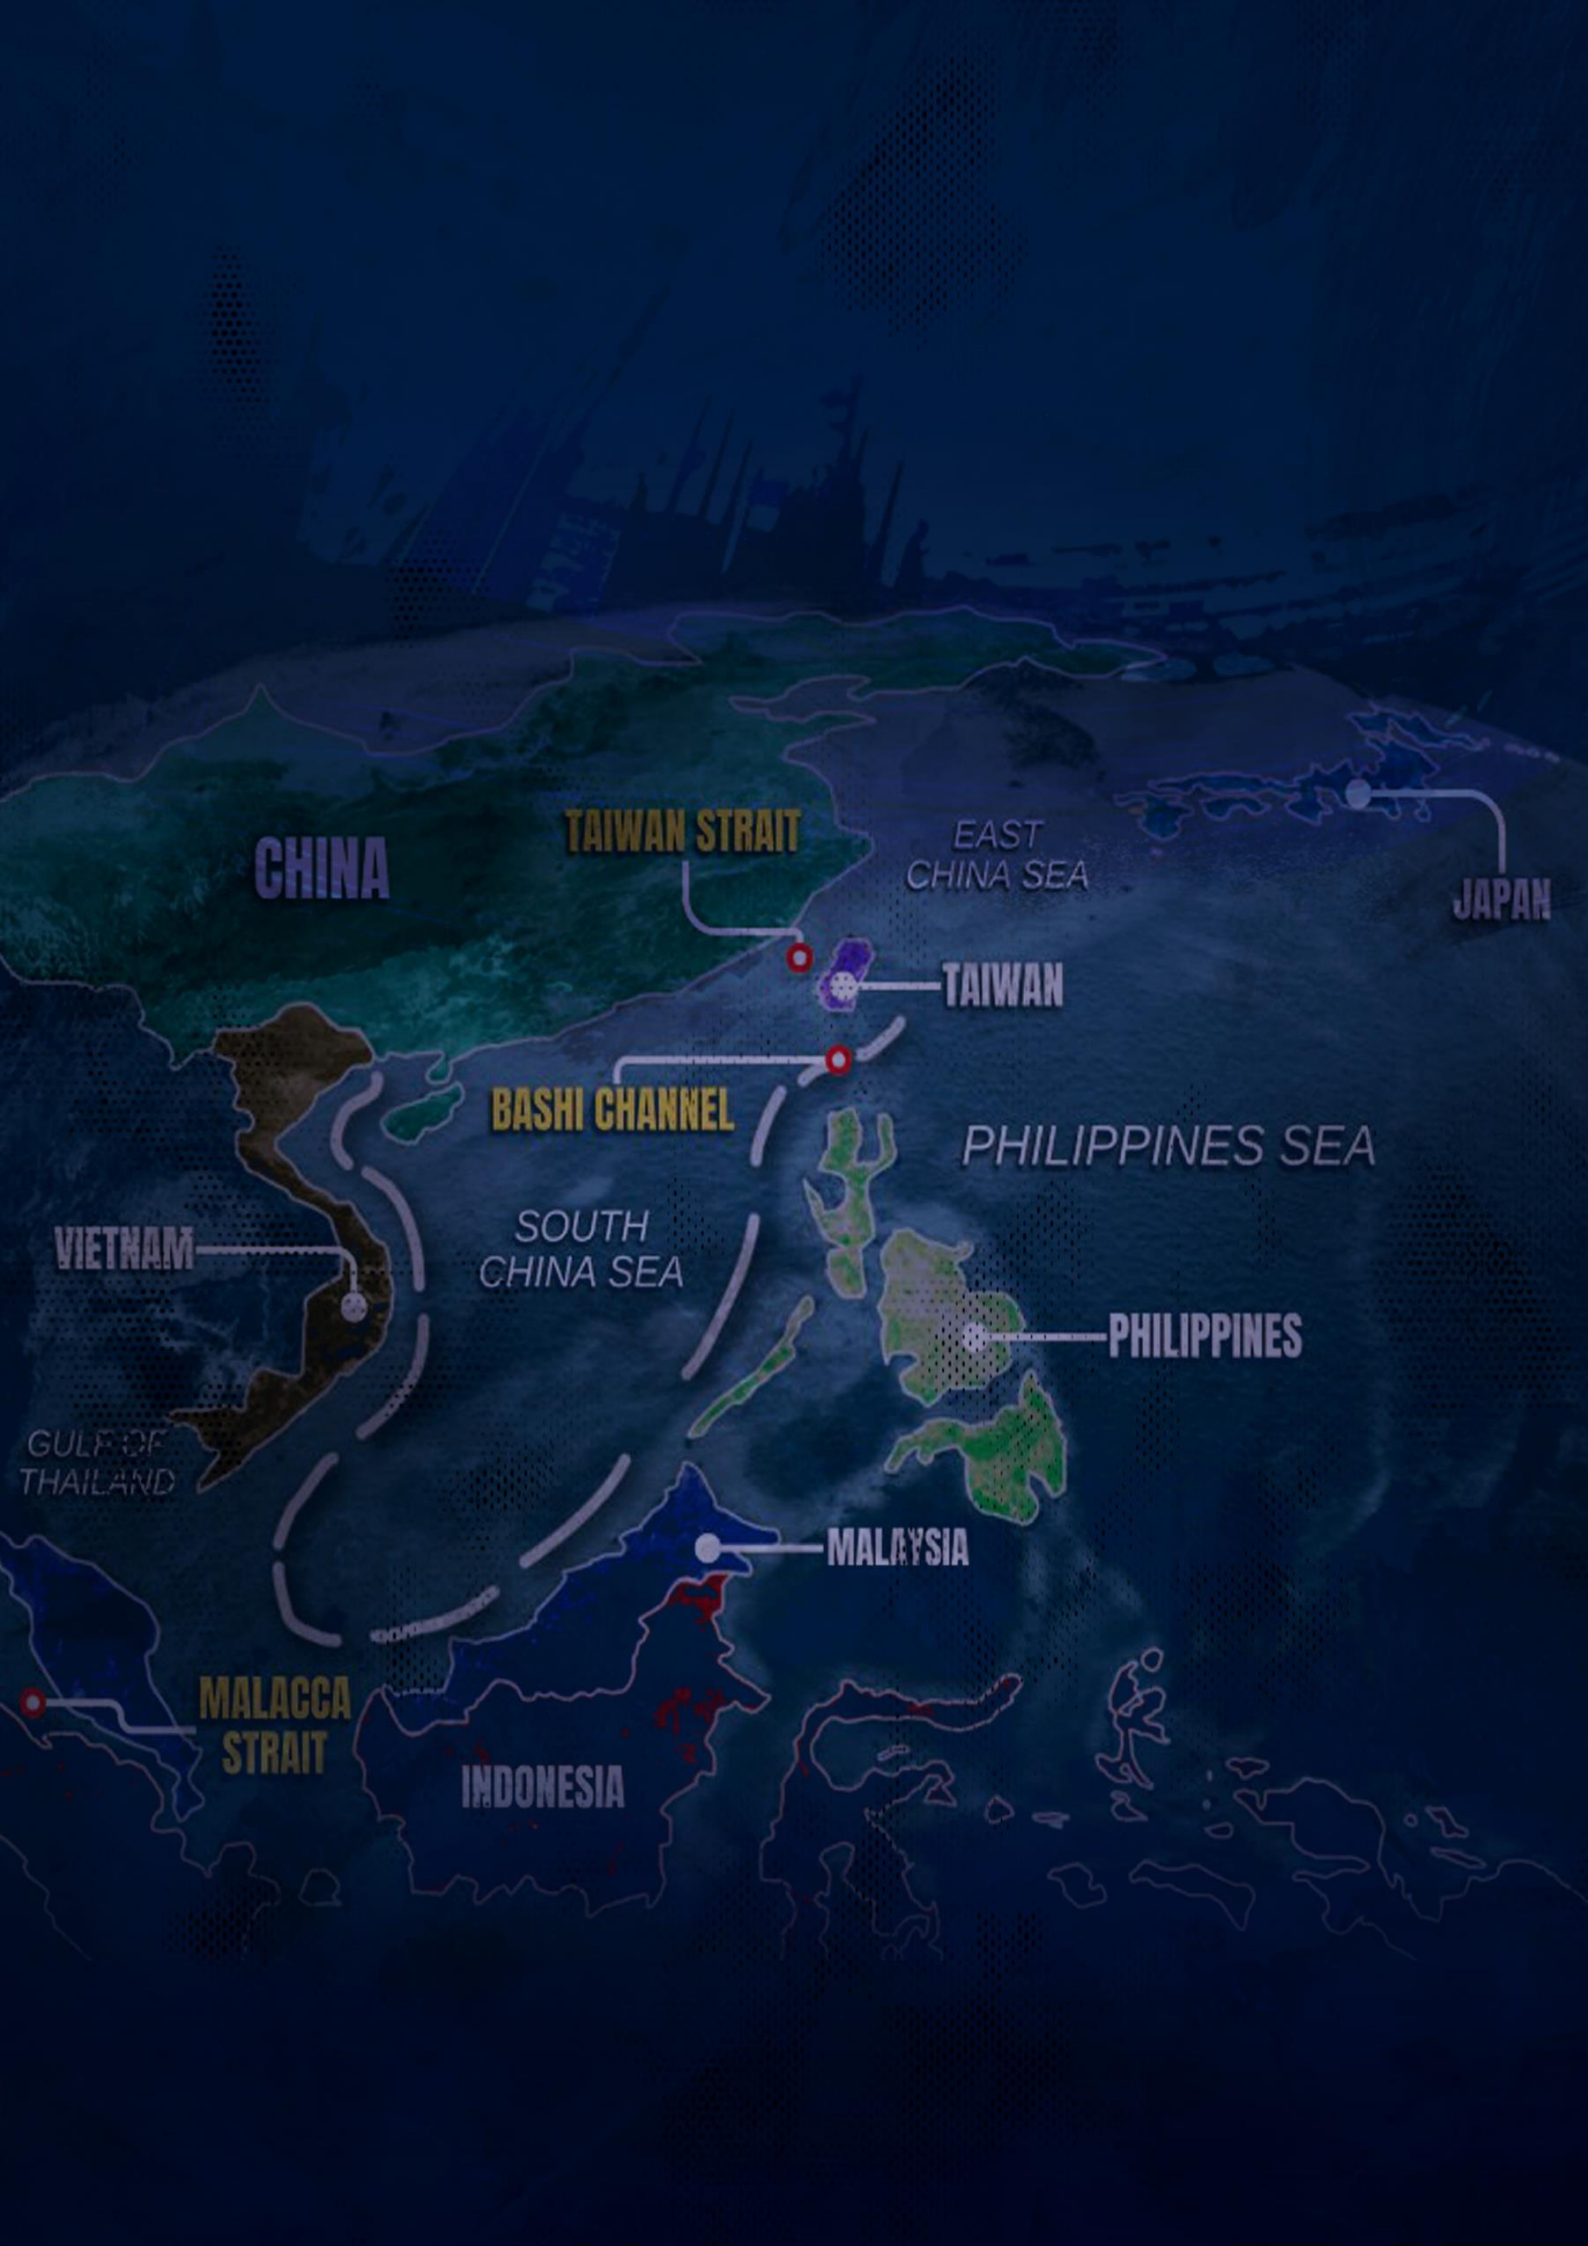 TAIWAN STRAIT
EAST
CHINA SEA
CHINA
JAPAN
TAIWAN
BASHI CHANNEL
PHILIPPINES SEA
SOUTH
CHINA SEA
VIETNAM
PHILIPPINES
GULF OF
THAILAND
MALAYSIA
MALACCA
STRAIT
INDONESIA